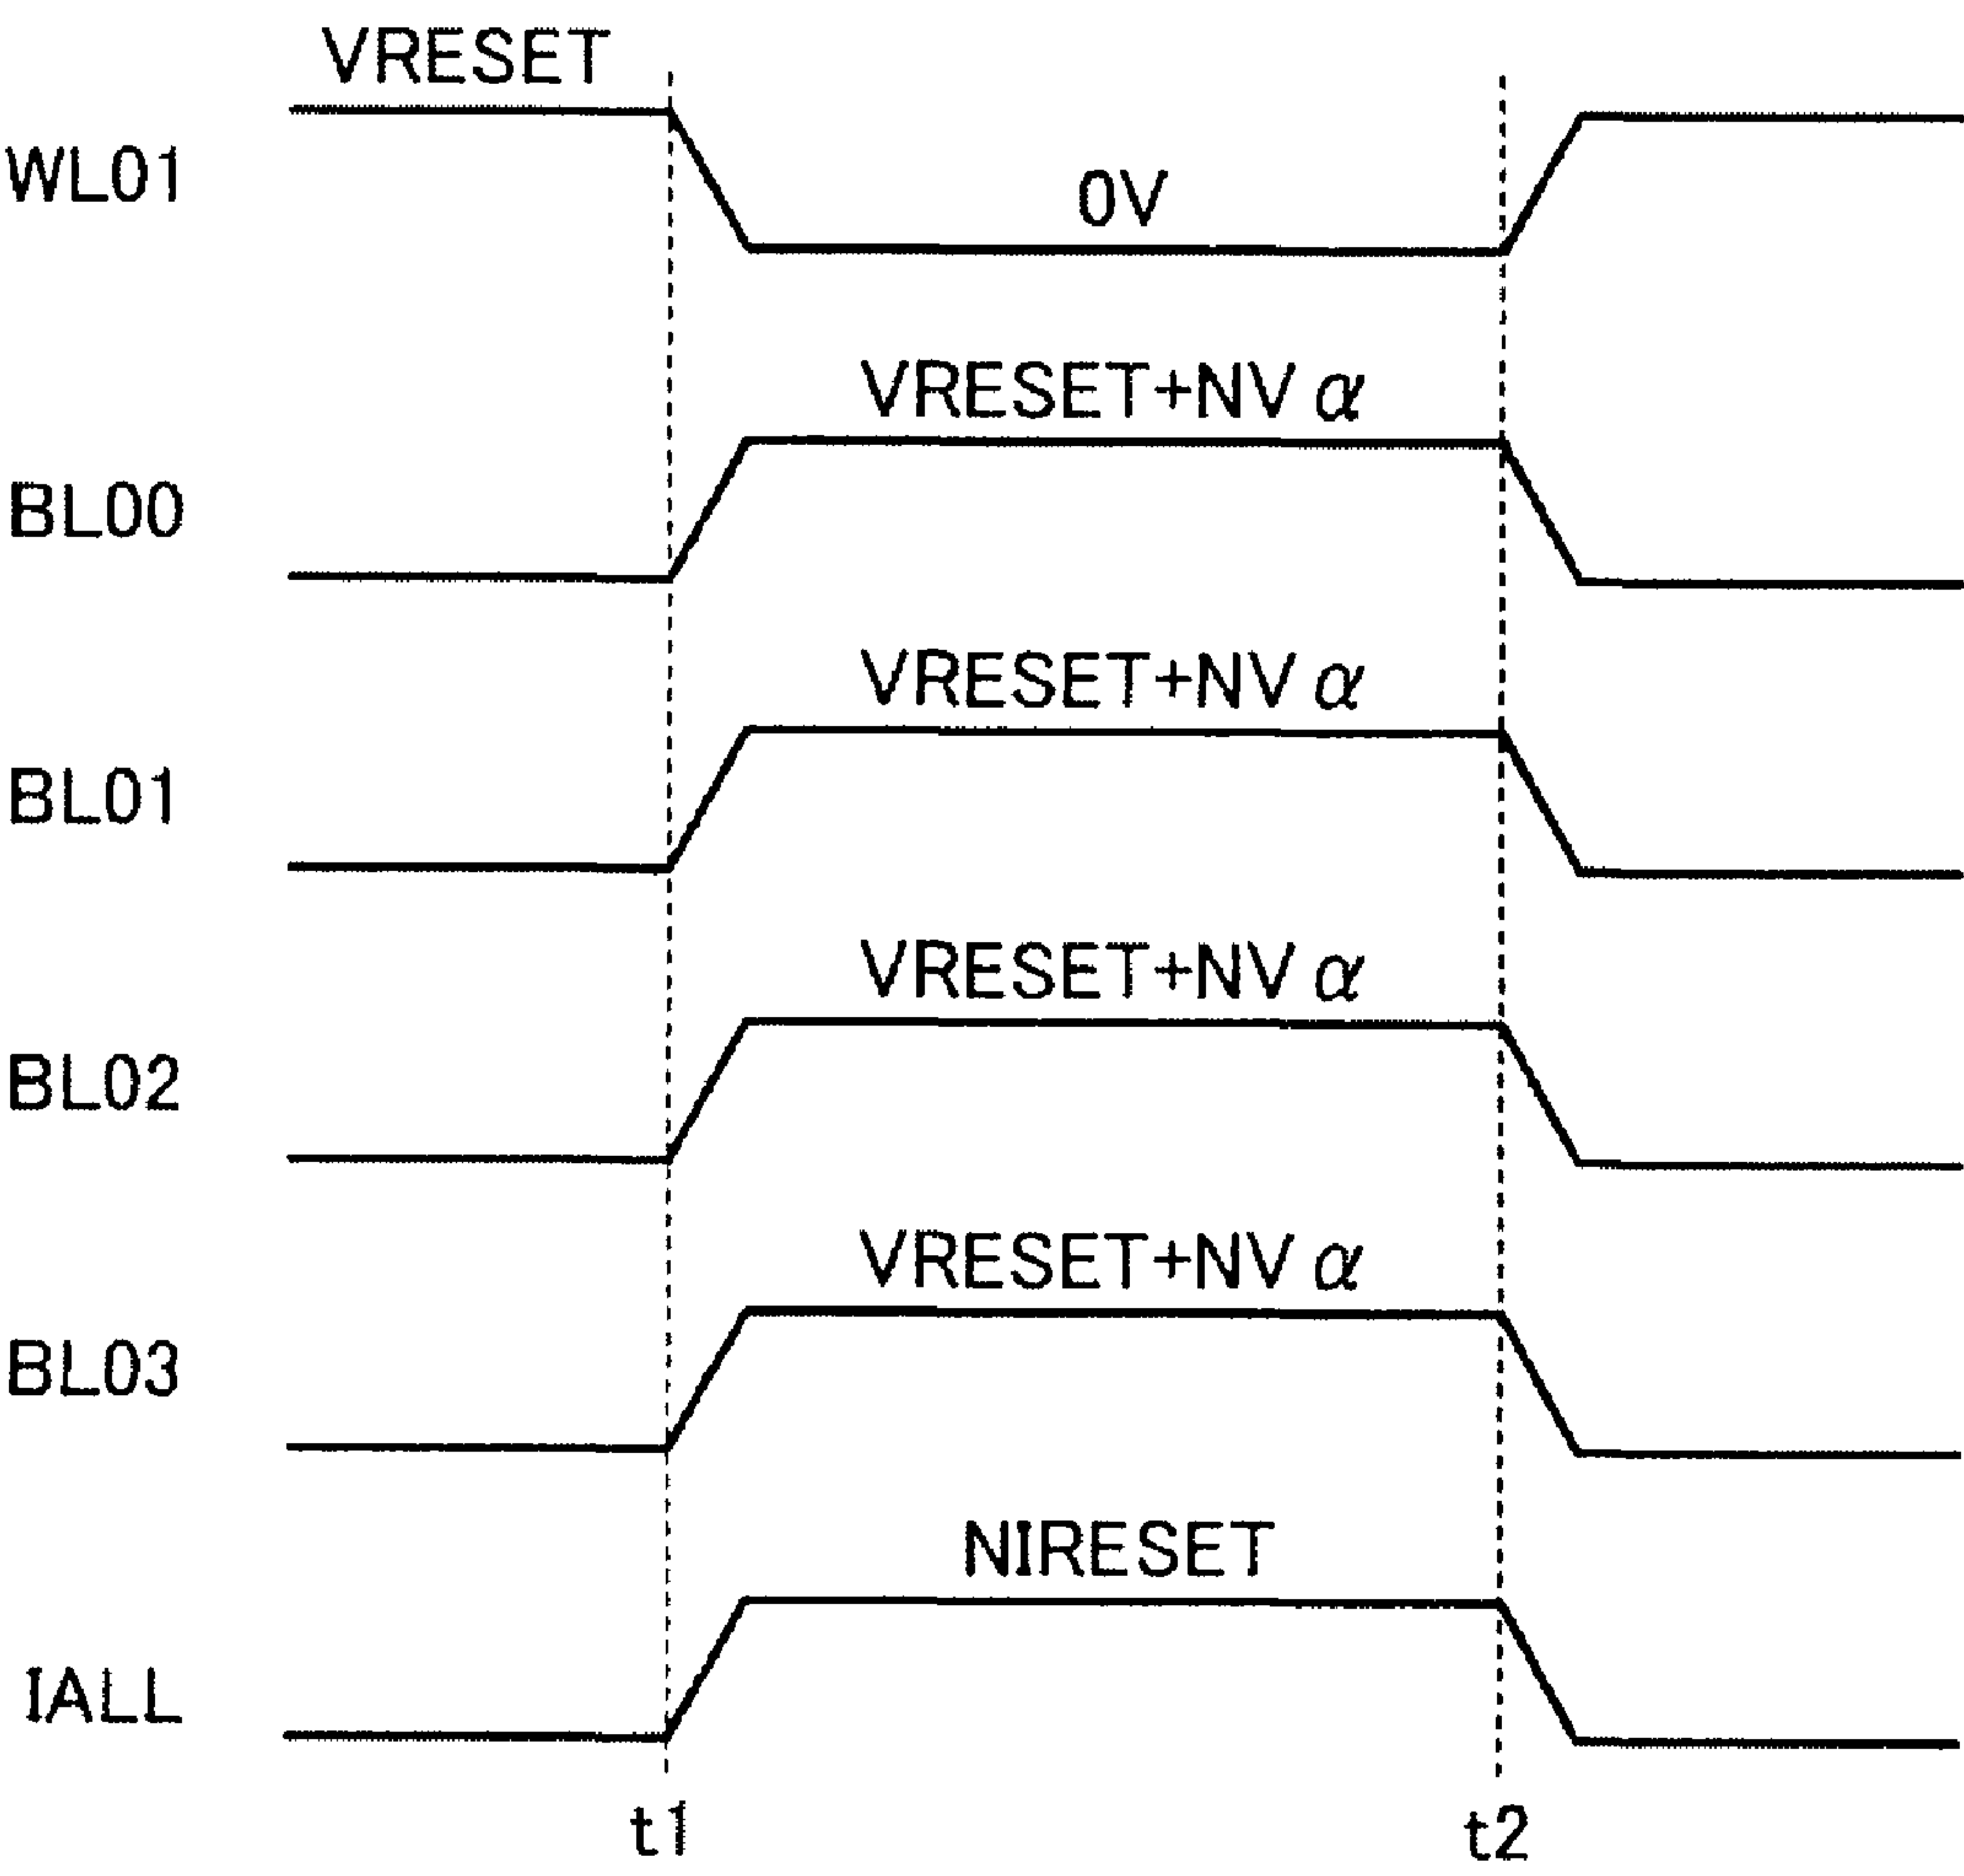 VRESET
WL01
0V
VRESET+NVα
BL00
VRESET+NVα
BL01
VRESET+NVα
BL02
VRESET+NVα
BL03
NIRESET
IALL
t1
t2